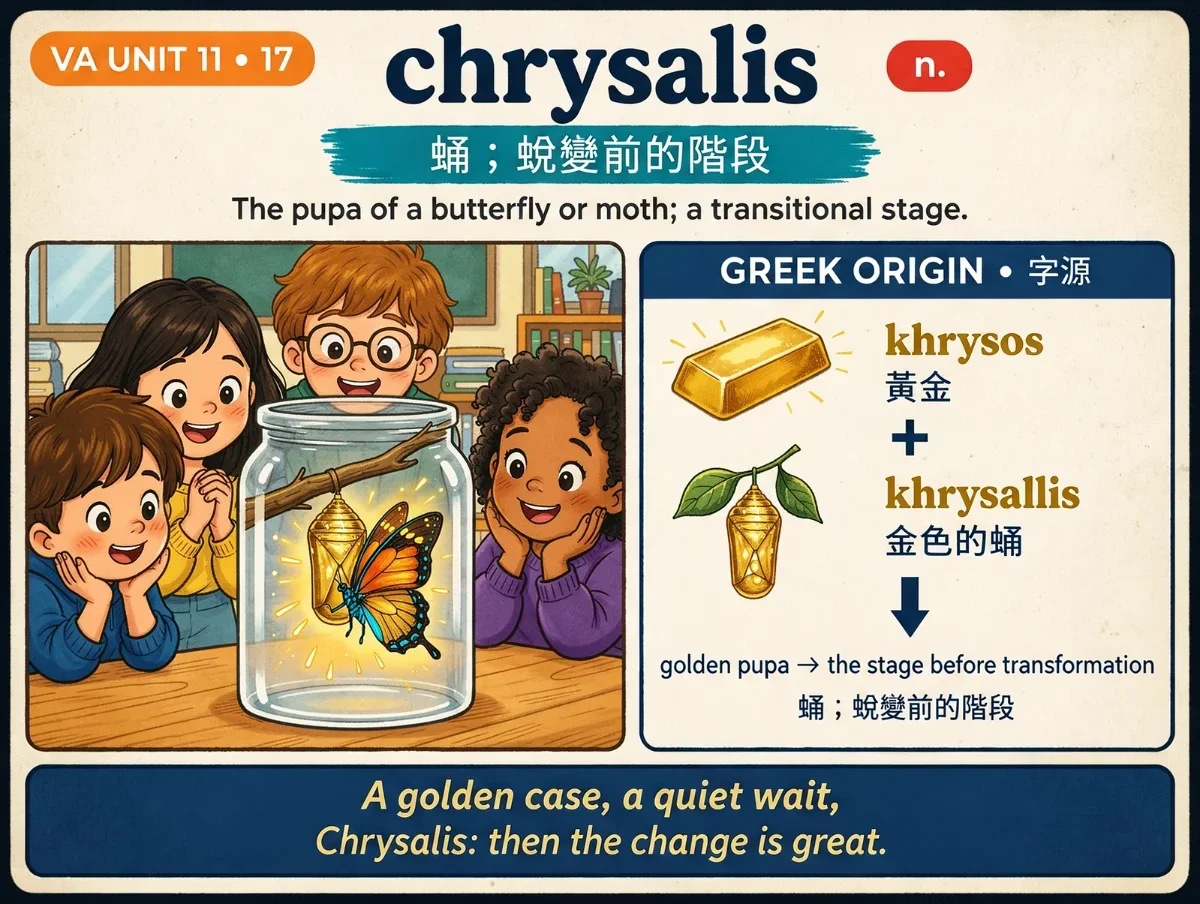 VA UNIT 11 • 17
chrysalis
n.
蛹；蛻變前的階段
The pupa of a butterfly or moth; a transitional stage.
GREEK ORIGIN • 字源
khrysos
黃金
+
khrysallis
金色的蛹
golden pupa → the stage before transformation
蛹；蛻變前的階段
A golden case, a quiet wait,
Chrysalis: then the change is great.